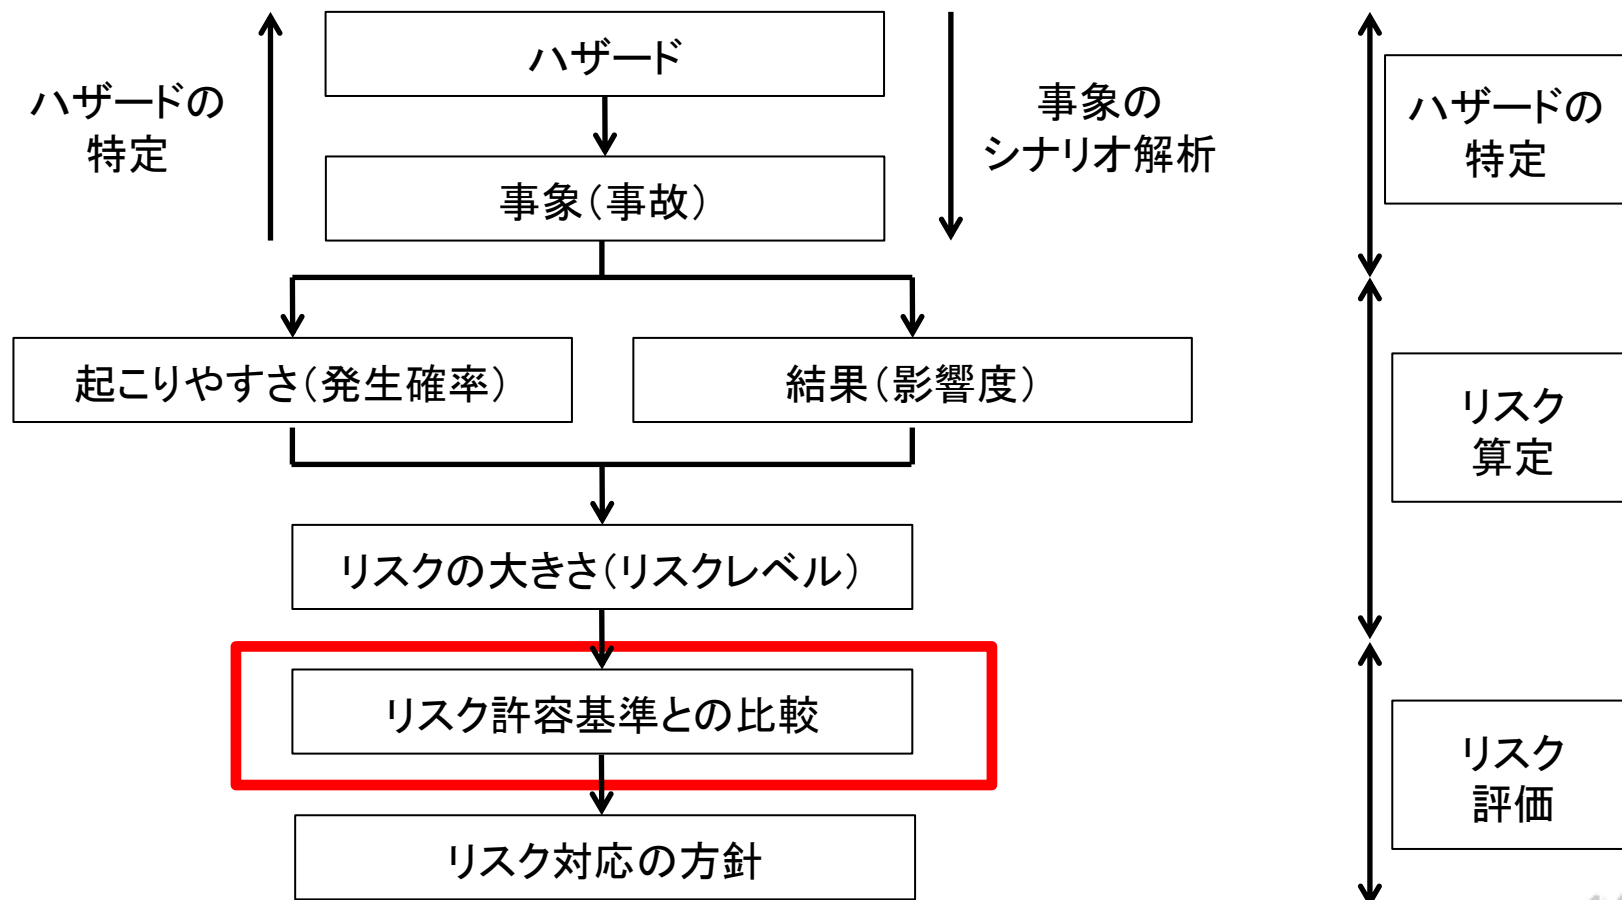 ハザード
ハザードの
特定
事象の
シナリオ解析
ハザードの
特定
事象（事故）
起こりやすさ（発生確率）
結果（影響度）
リスク
算定
リスクの大きさ（リスクレベル）
リスク許容基準との比較
リスク
評価
リスク対応の方針